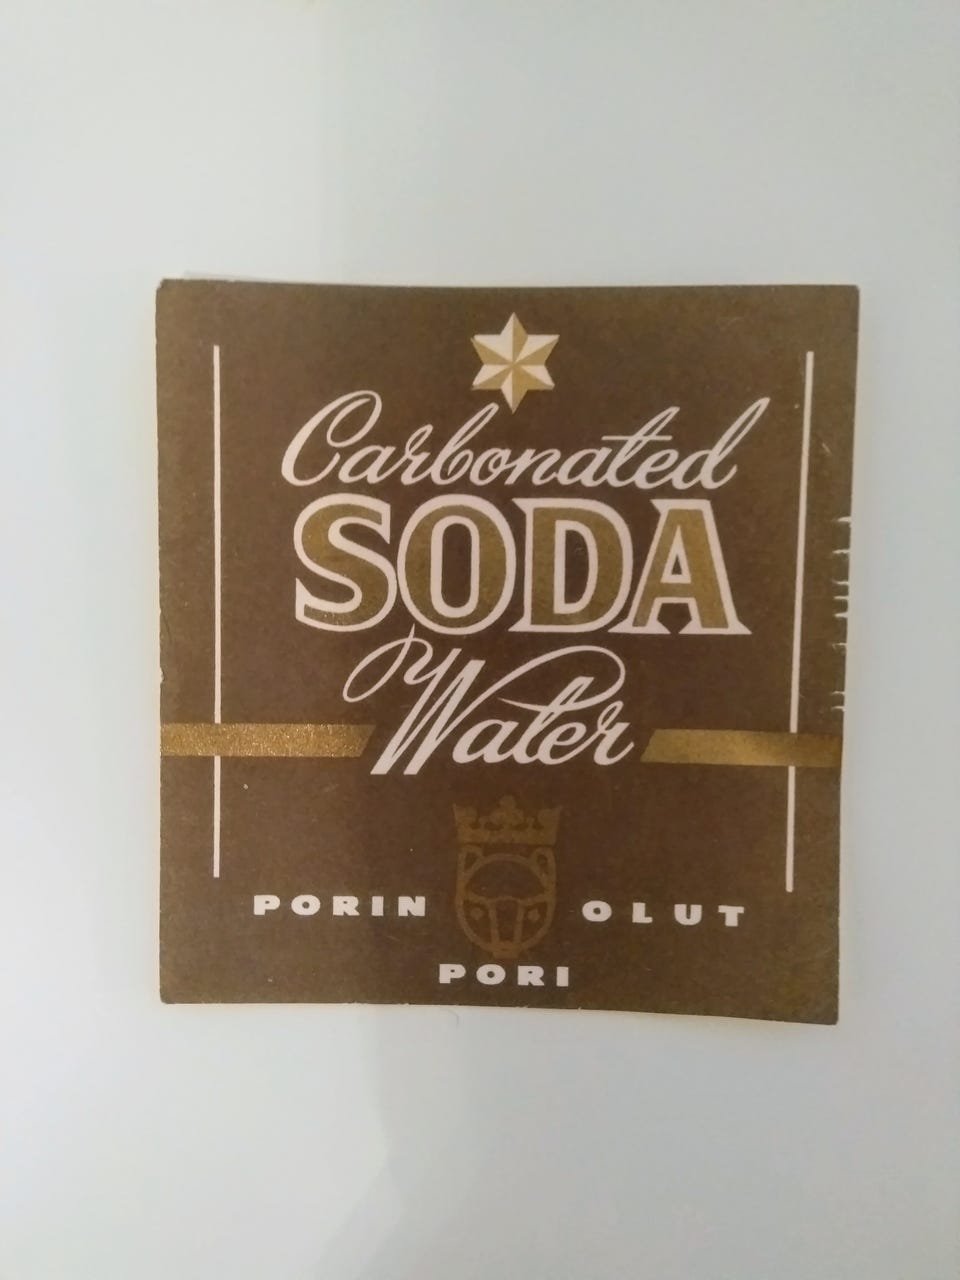 Carbonated
SODA
Water
PORIN OLUT
PORI